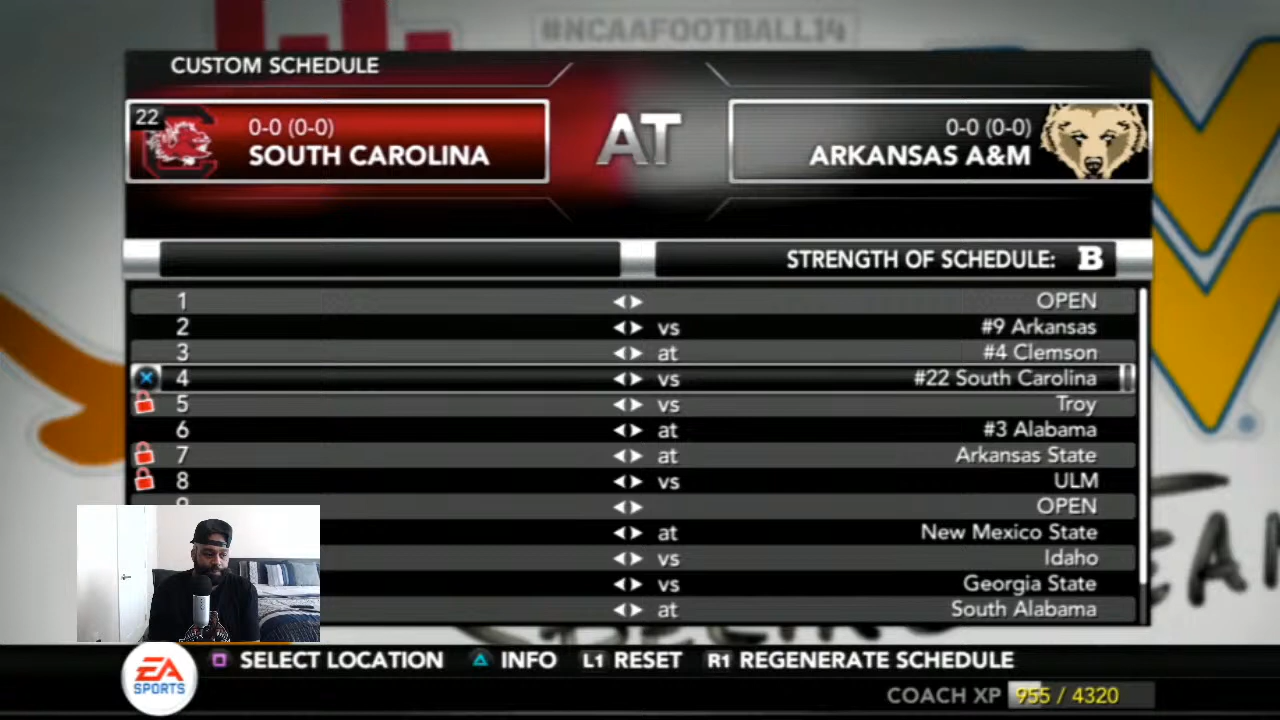 #NCAAFOOTBALL14
CUSTOM SCHEDULE
22
0-0 (0-0)
SOUTH CAROLINA
AT
0-0 (0-0)
ARKANSAS A&M
STRENGTH OF SCHEDULE: B
1 OPEN
2 vs #9 Arkansas
3 at #4 Clemson
4 vs #22 South Carolina
5 vs Troy
6 at #3 Alabama
7 at Arkansas State
8 vs ULM
9 OPEN
at New Mexico State
vs Idaho
vs Georgia State
at South Alabama
EA SPORTS
SELECT LOCATION INFO L1 RESET R1 REGENERATE SCHEDULE
COACH XP 955 / 4320